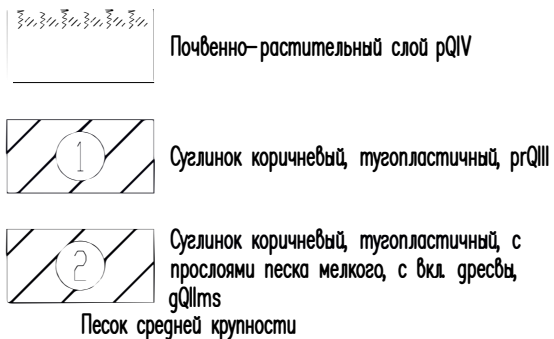 Почвенно-растительный слой pQIV
1
Суглинок коричневый, тугопластичный, prQIII
2
Суглинок коричневый, тугопластичный, с
прослоями песка мелкого, с вкл. дресвы,
gQIIms
Песок средней крупности